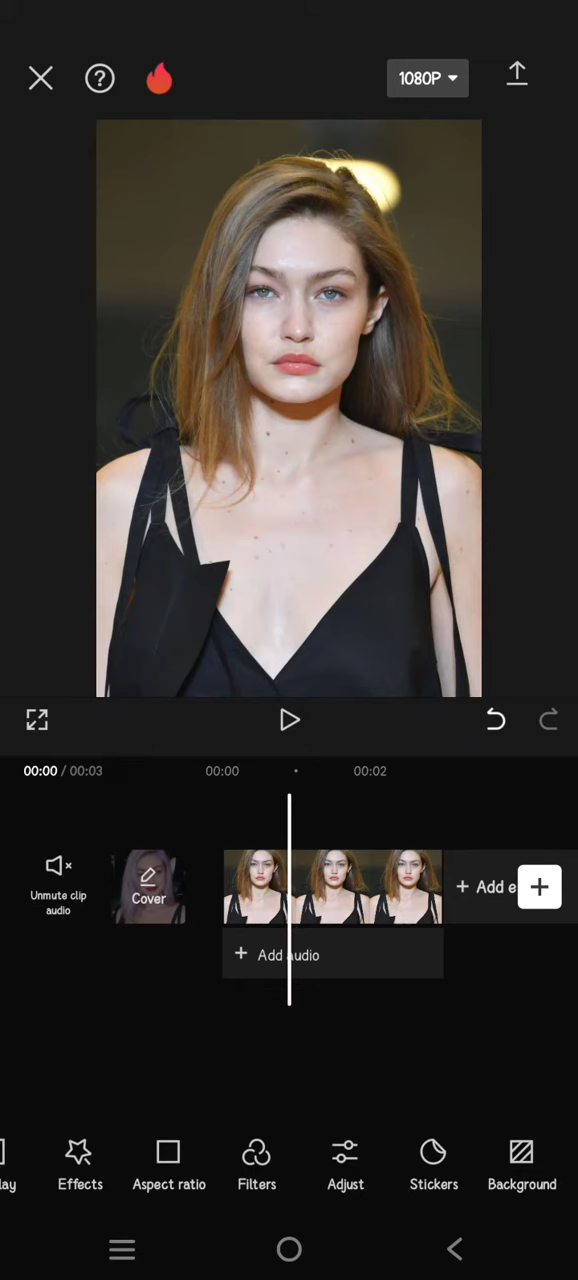 1080P
00:00 / 00:03
00:00
00:02
Unmute clip
audio
Cover
+ Add e
+ Add audio
lay
Effects
Aspect ratio
Filters
Adjust
Stickers
Background